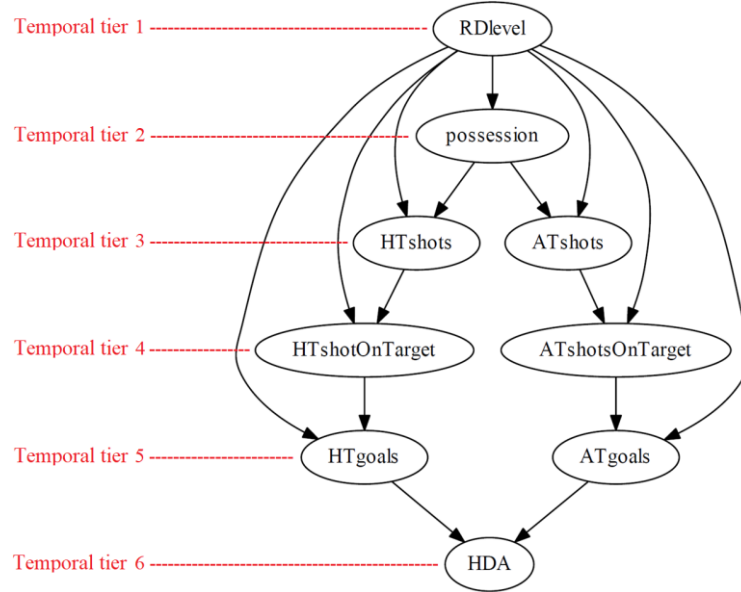 Temporal tier 1 RDlevel
Temporal tier 2 possession
Temporal tier 3 HTshots ATshots
Temporal tier 4 HTshotOnTarget ATshotsOnTarget
Temporal tier 5 HTgoals ATgoals
Temporal tier 6 HDA